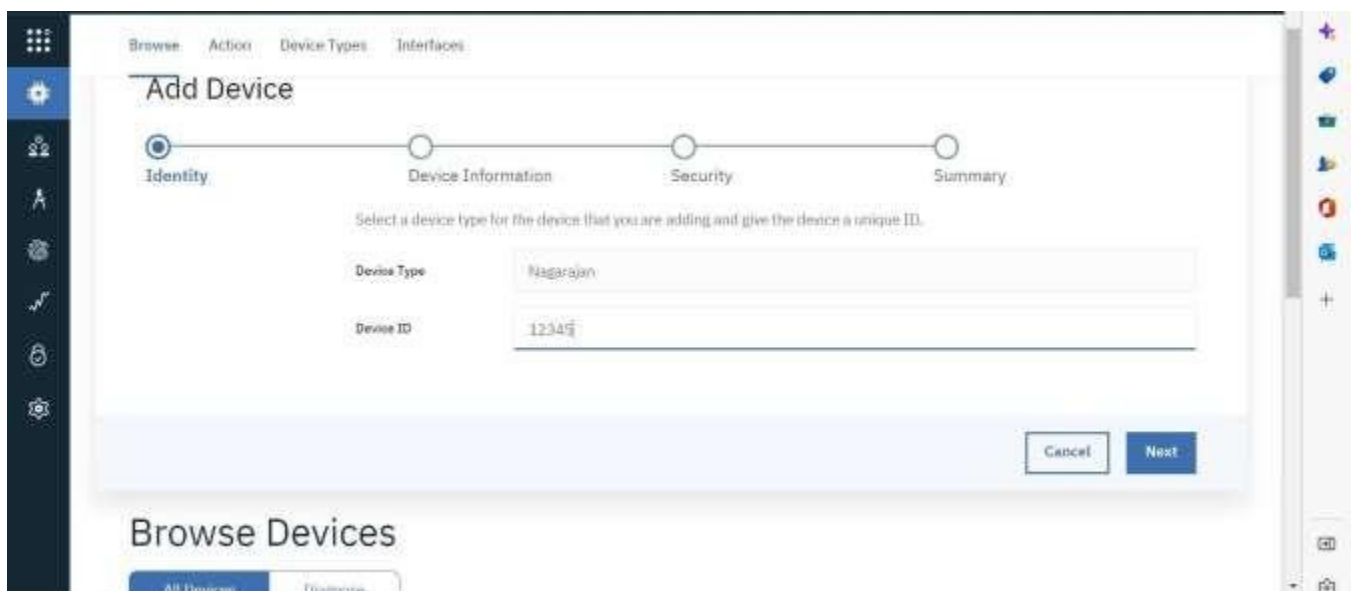 Browse Action Device Types Interfaces
Add Device
Identity Device Information Security Summary
Select a device type for the device that you are adding and give the device a unique ID.
Device Type Nagarajan
Device ID 12345
Cancel Next
Browse Devices
All Devices Diagnose